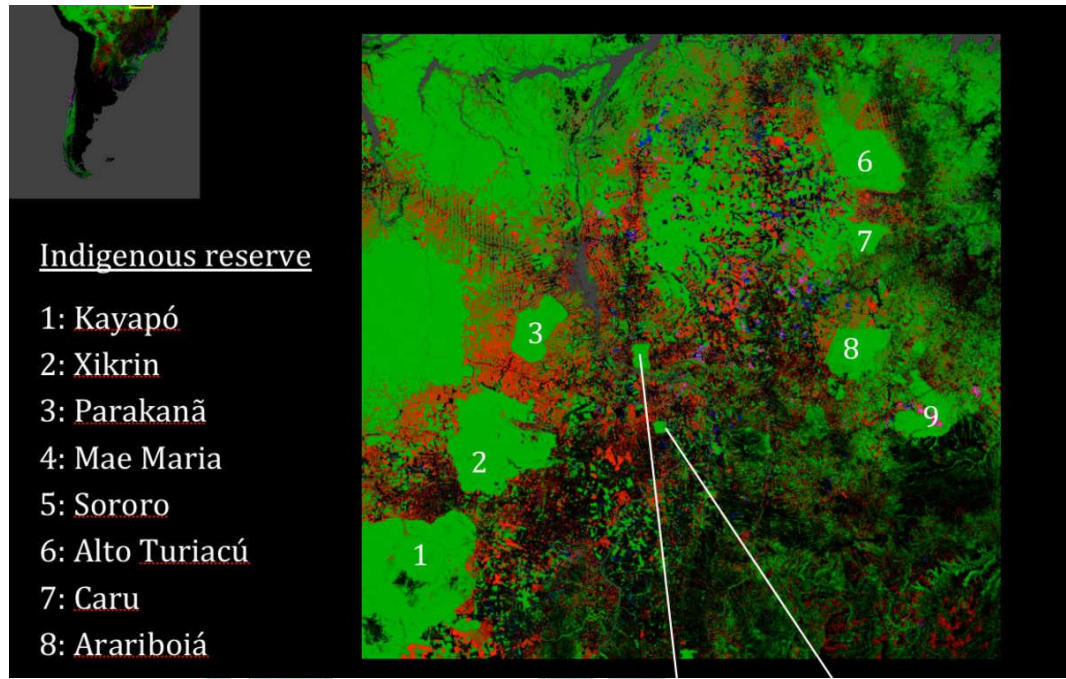 Indigenous reserve
1: Kayapó
2: Xikrin
3: Parakanã
4: Mae Maria
5: Sororo
6: Alto Turiacú
7: Caru
8: Arariboiá
6
7
3
8
9
2
1